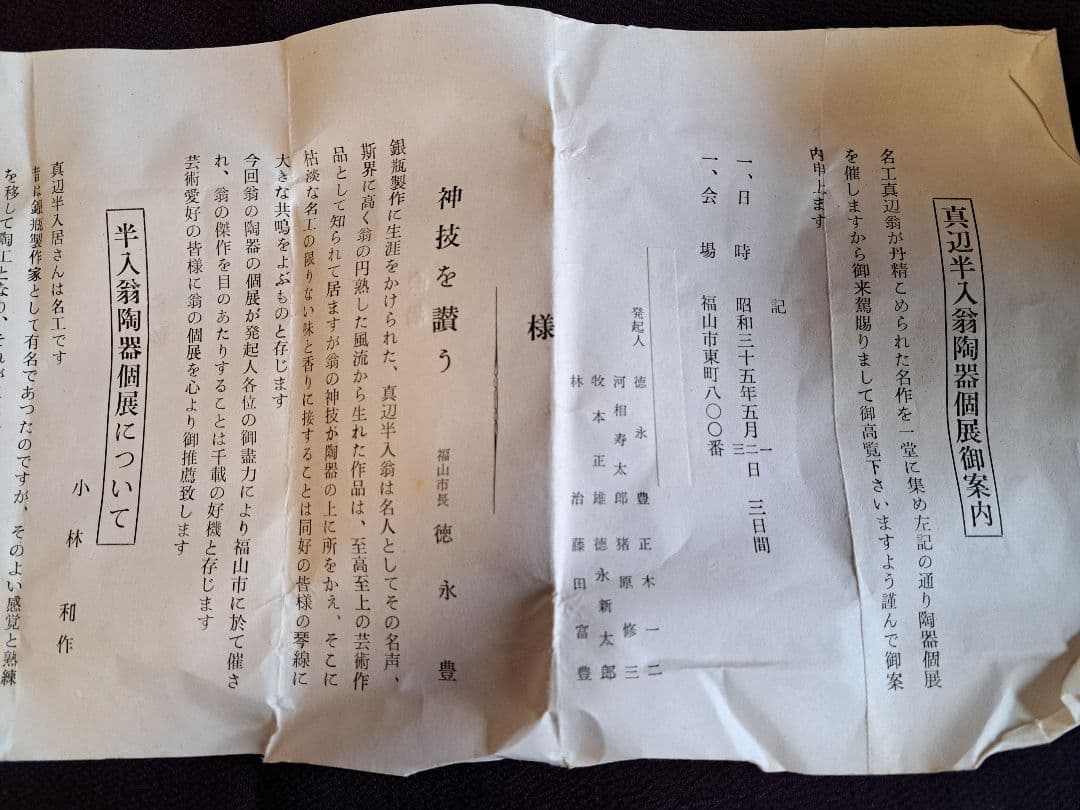 真辺半入翁陶器個展御案内
名工真辺翁が丹精こめられた名作を一堂に集め左記の通り陶器個展
を催しますから御来駕賜りまして御高覧下さいますよう謹んで御案
内申上ます
記
一、日時 昭和三十五年五月一二三日 三日間
一、会場 福山市東町八〇〇番
発起人
徳永豊 正木一二
河相寿太郎 猪原修三
牧本正雄 徳永新太郎
林治 藤田富豊
様
神技を讃う
福山市長 徳永豊
銀瓶製作に生涯をかけられた、真辺半入翁は名人としてその名声、
斯界に高く翁の円熟した風流から生れた作品は、至高至上の芸術作
品として知られて居ますが翁の神技が陶器の上に所をかえ、そこに
枯淡な名工の限りない味と香りに接することは同好の皆様の琴線に
大きな共鳴をよぶものと存じます
今回翁の陶器の個展が発起人各位の御盡力により福山市に於て催さ
れ、翁の傑作を目のあたりすることは千載の好機と存じます
芸術愛好の皆様に翁の個展を心より御推薦致します
半入翁陶器個展について
小林和作
真辺半入居さんは名工です
昔は銀瓶製作家として有名であつたのですが、そのよい感覚と熟練
を移して陶工となり、それが